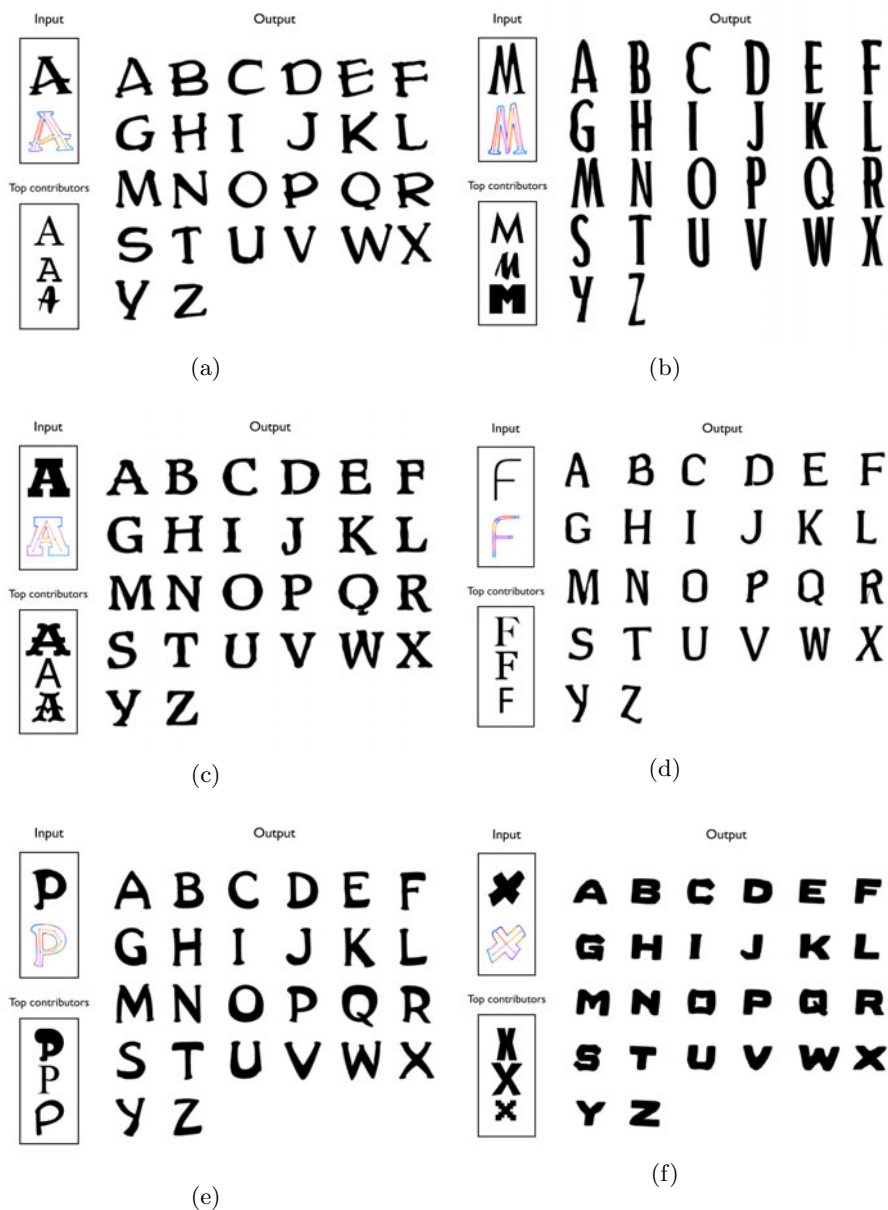 Input Output
A
A
Top contributors
A
A
A
A B C D E F
G H I J K L
M N O P Q R
S T U V W X
Y Z
(a)
Input Output
M
M
Top contributors
M
M
M
A B C D E F
G H I J K L
M N O P Q R
S T U V W X
Y Z
(b)
Input Output
A
A
Top contributors
A
A
A
A B C D E F
G H I J K L
M N O P Q R
S T U V W X
Y Z
(c)
Input Output
F
F
Top contributors
F
F
F
A B C D E F
G H I J K L
M N O P Q R
S T U V W X
Y Z
(d)
Input Output
P
P
Top contributors
P
P
P
A B C D E F
G H I J K L
M N O P Q R
S T U V W X
Y Z
(e)
Input Output
X
X
Top contributors
X
X
X
A B C D E F
G H I J K L
M N O P Q R
S T U V W X
Y Z
(f)